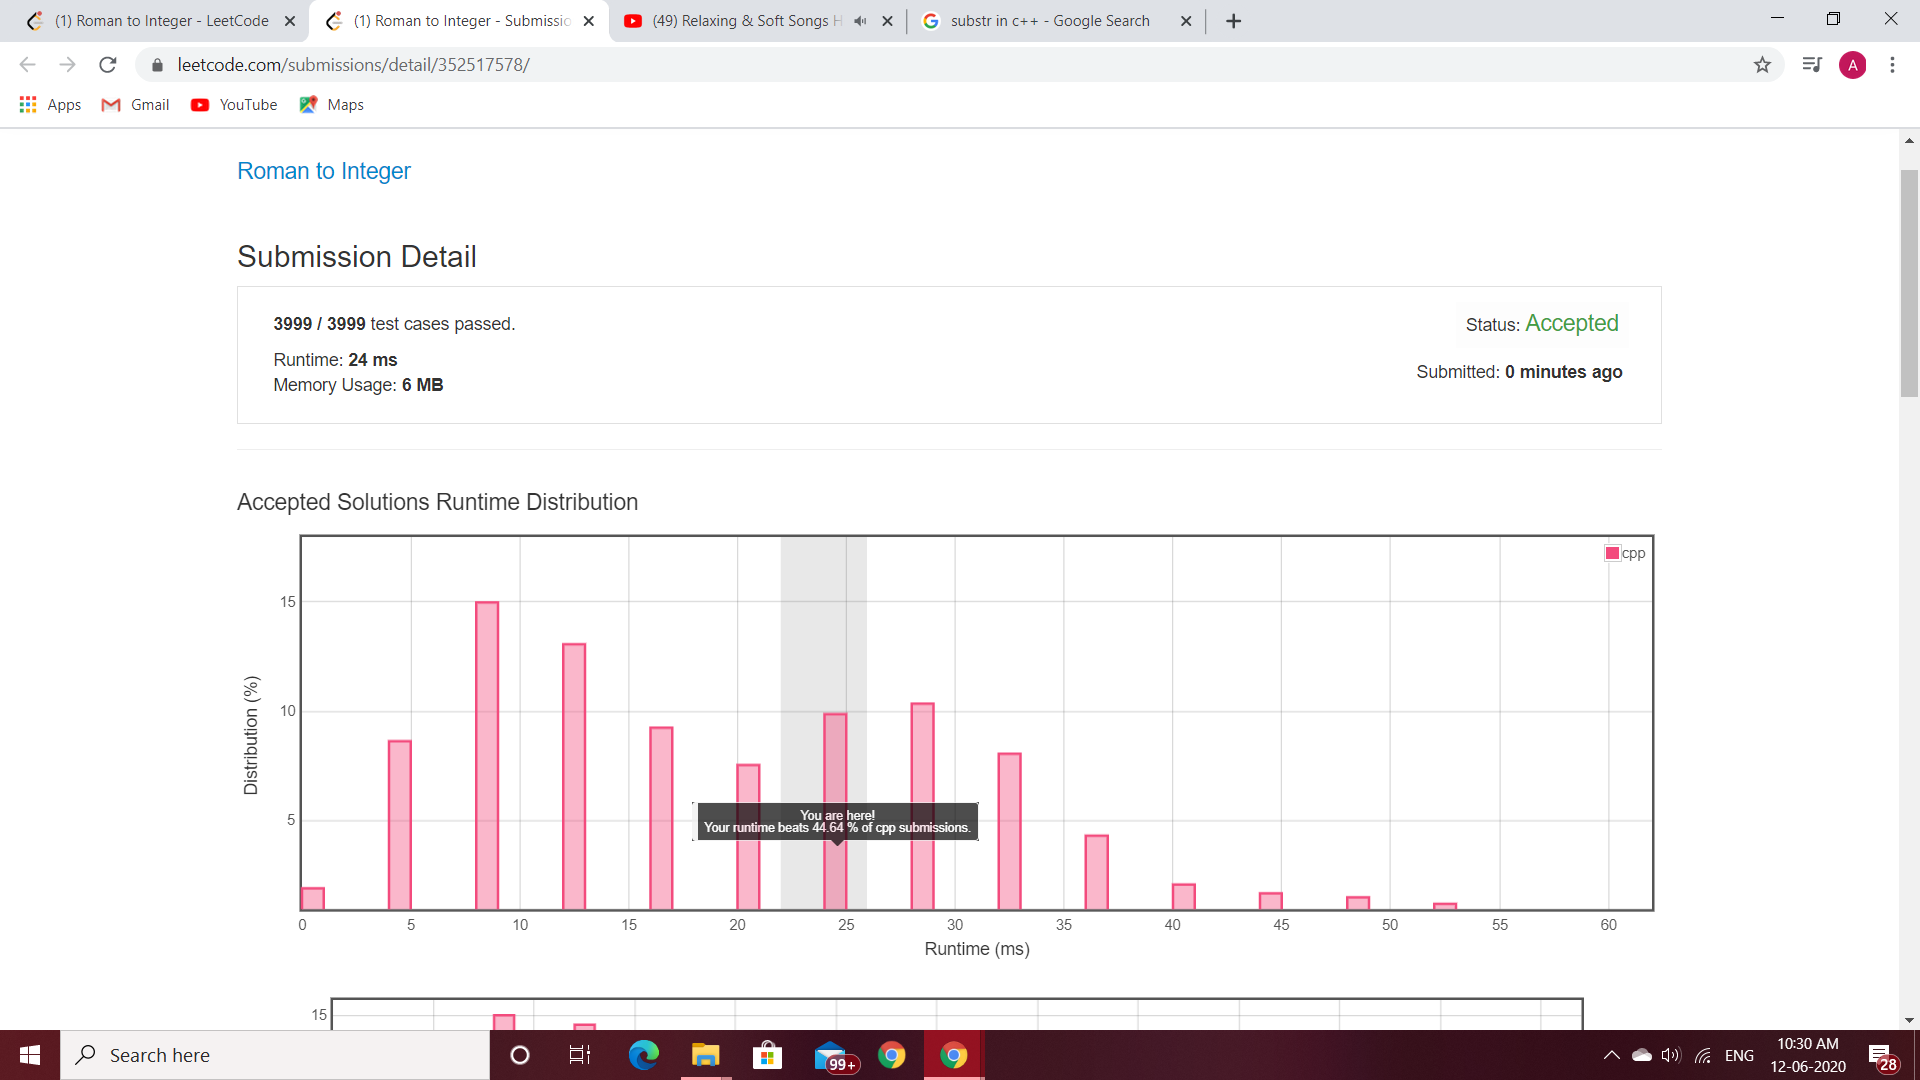 (1) Roman to Integer - LeetCode
(1) Roman to Integer - Submissio
(49) Relaxing & Soft Songs H
substr in c++ - Google Search
leetcode.com/submissions/detail/352517578/
A
Apps
Gmail
YouTube
Maps
Roman to Integer
Submission Detail
3999 / 3999 test cases passed.
Status: Accepted
Runtime: 24 ms
Submitted: 0 minutes ago
Memory Usage: 6 MB
Accepted Solutions Runtime Distribution
cpp
15
10
5
Distribution (%)
You are here!
Your runtime beats 44.64 % of cpp submissions.
0 5 10 15 20 25 30 35 40 45 50 55 60
Runtime (ms)
15
Search here
99+
ENG
10:30 AM
12-06-2020
28